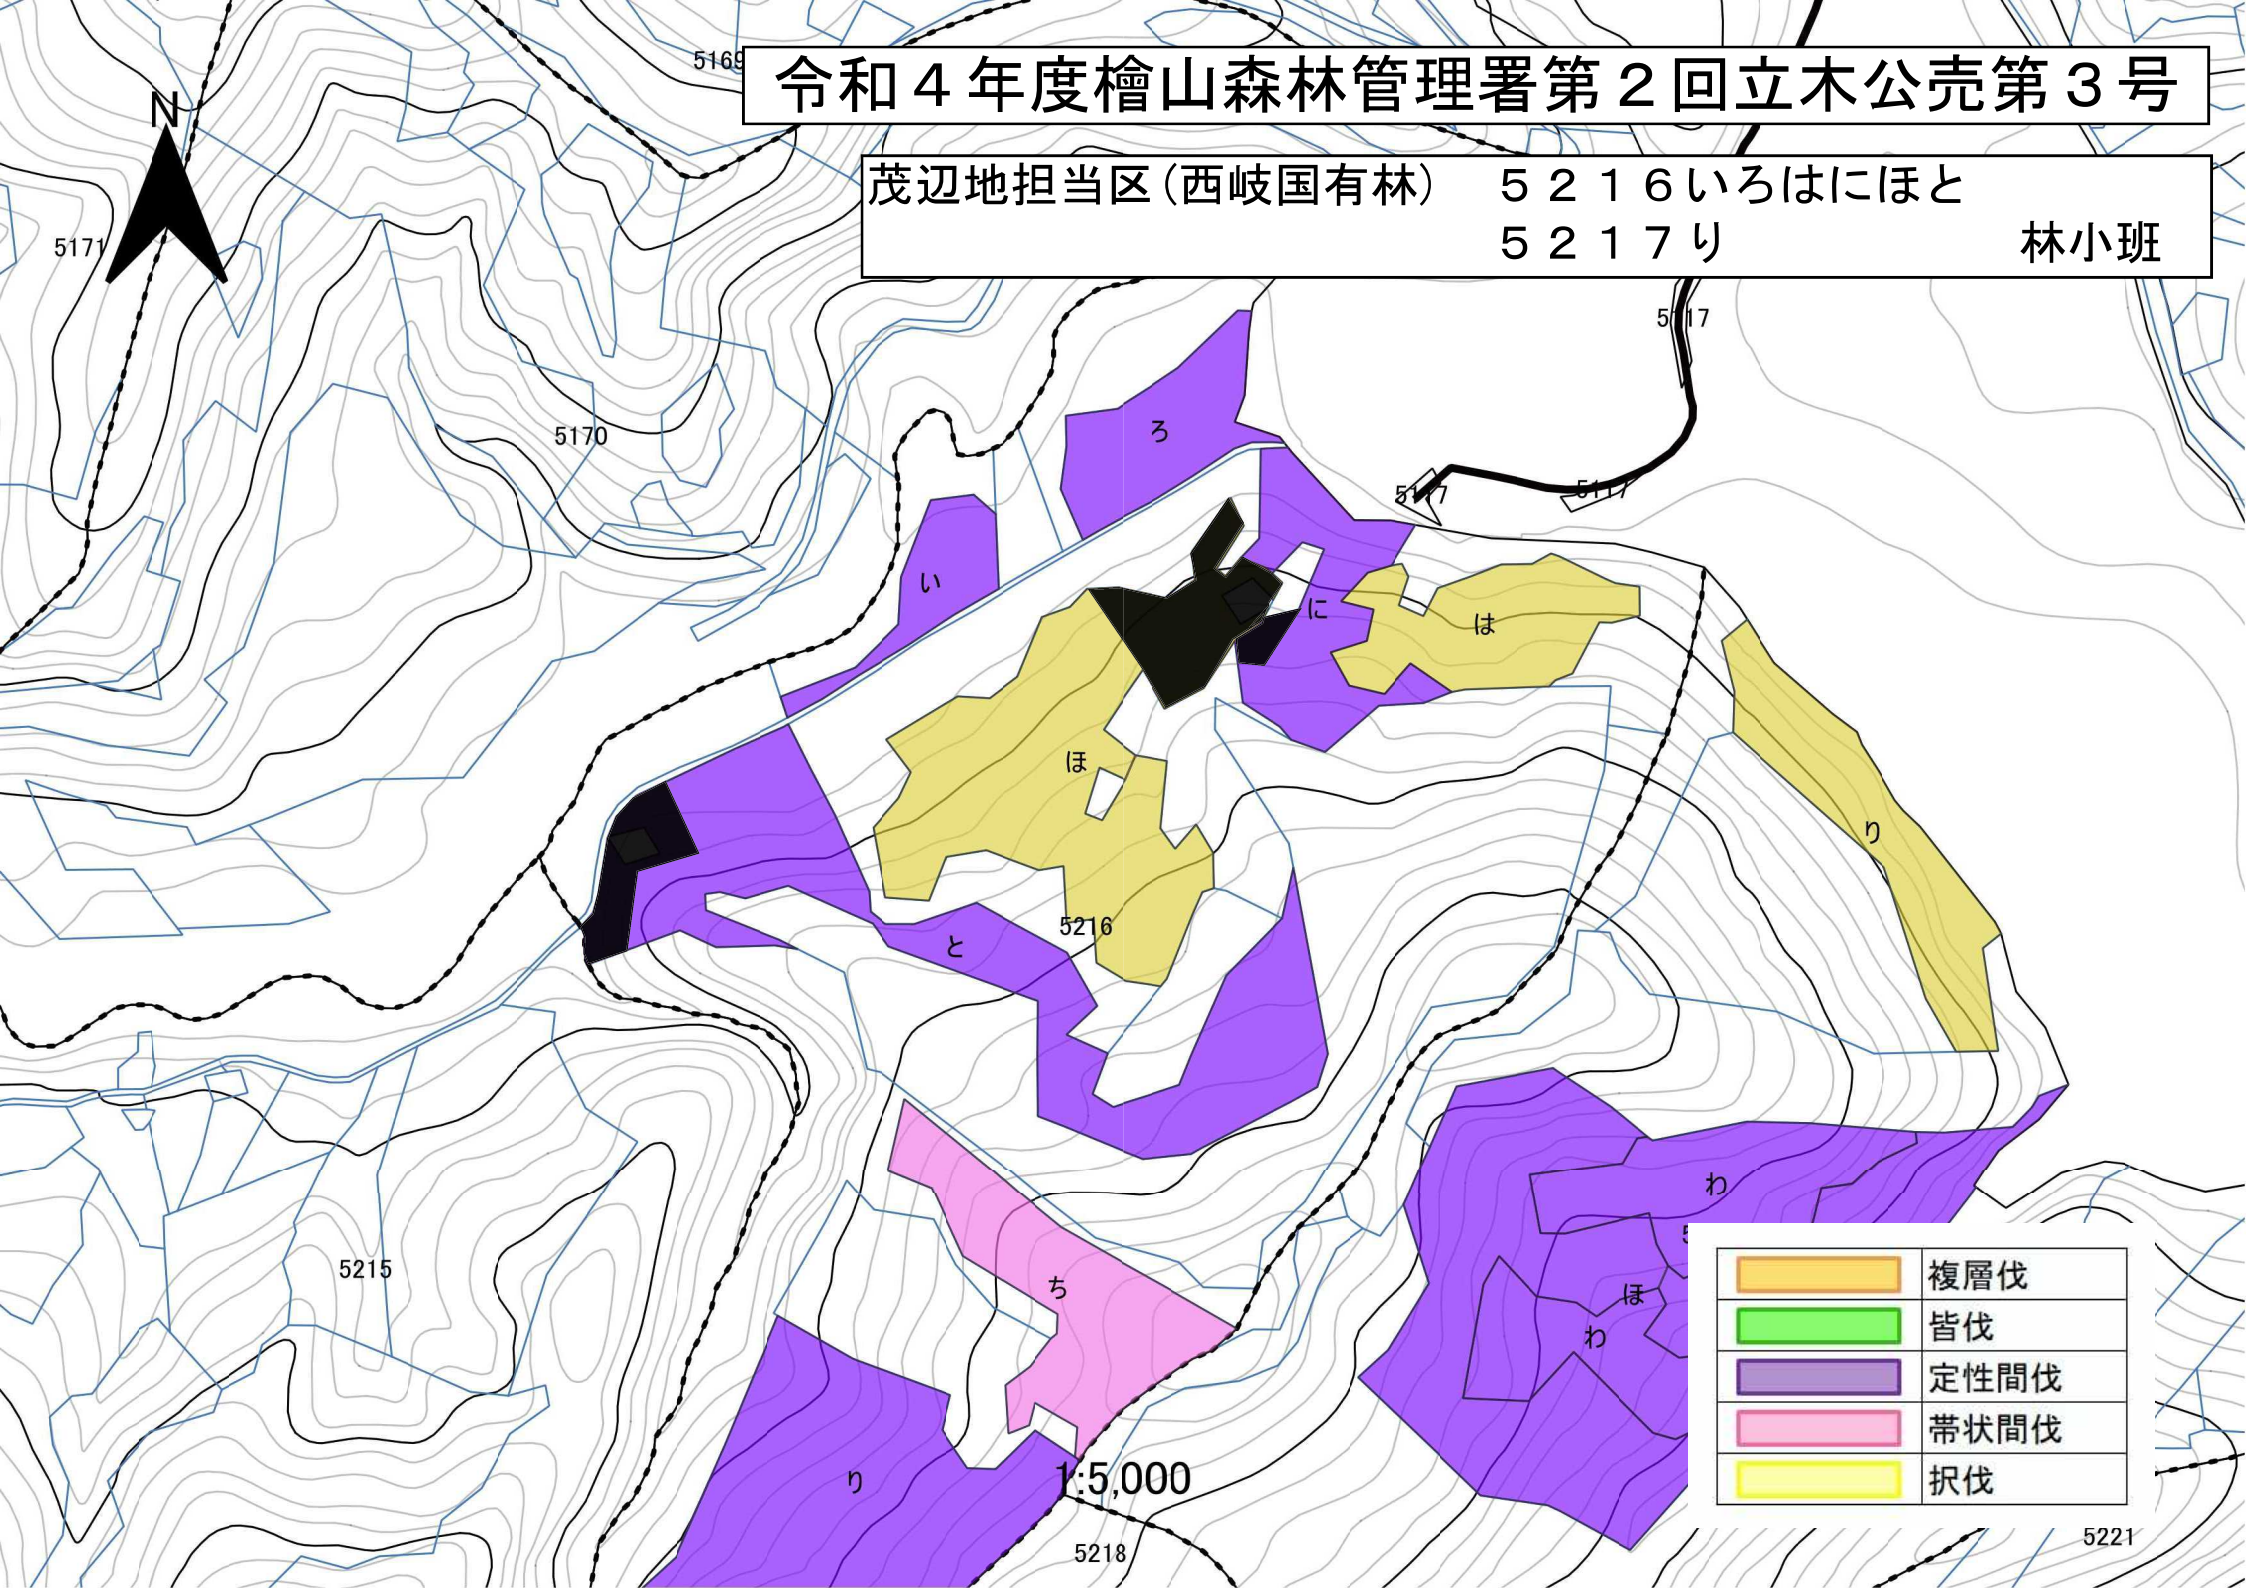 令和４年度檜山森林管理署第２回立木公売第３号
茂辺地担当区(西岐国有林)　５２１６いろはにほと
５２１７り　林小班
N
5169
5171
5170
5117
5117
5117
ろ
い
に
は
ほ
り
5216
と
わ
ほ
わ
5215
ち
り
1:5,000
5218
5221
複層伐
皆伐
定性間伐
帯状間伐
択伐